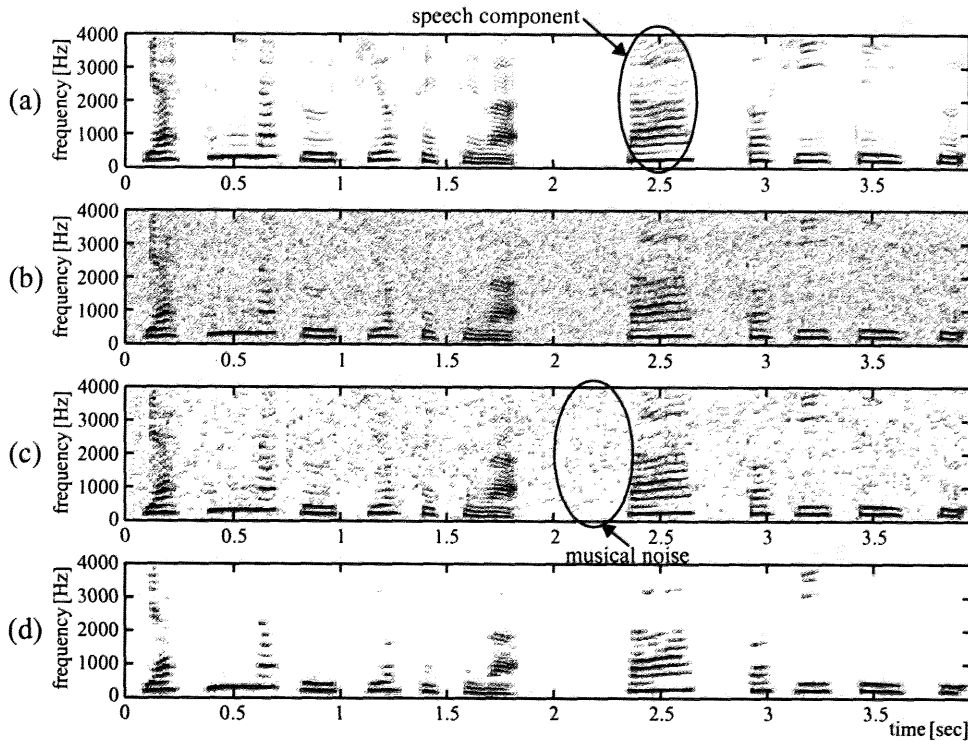 speech component
(a)
frequency [Hz]
4000
3000
2000
1000
0
0 0.5 1 1.5 2 2.5 3 3.5
(b)
frequency [Hz]
4000
3000
2000
1000
0
0 0.5 1 1.5 2 2.5 3 3.5
(c)
frequency [Hz]
4000
3000
2000
1000
0
0 0.5 1 1.5 2 2.5 3 3.5
musical noise
(d)
frequency [Hz]
4000
3000
2000
1000
0
0 0.5 1 1.5 2 2.5 3 3.5
time [sec]